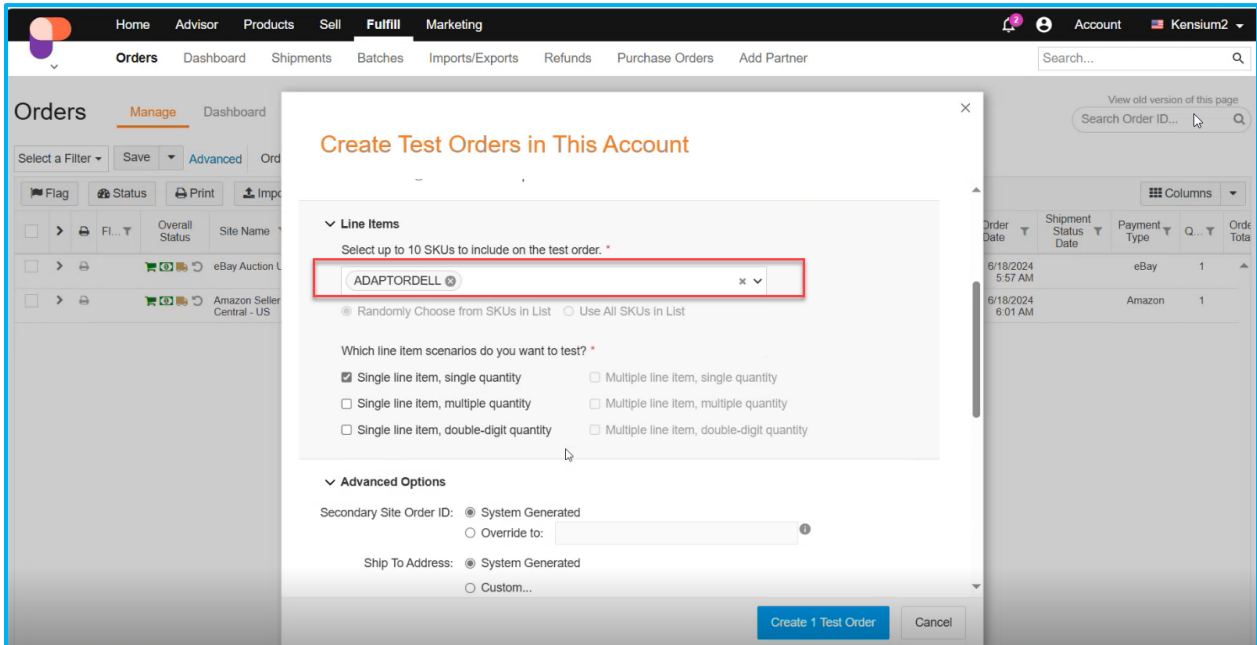 Home Advisor Products Sell Fulfill Marketing 2 Account Kensium2
Orders Dashboard Shipments Batches Imports/Exports Refunds Purchase Orders Add Partner Search...
View old version of this page
Orders Manage Dashboard Search Order ID...
Create Test Orders in This Account
Select a Filter Save Advanced Ord
Flag Status Print Impo Columns
Line Items
Fl... Overall Status Site Name Order Date Shipment Status Date Payment Type Q... Orde Tota
Select up to 10 SKUs to include on the test order. *
eBay Auction U 6/18/2024 5:57 AM eBay 1
ADAPTORDELL
Amazon Seller Central - US 6/18/2024 6:01 AM Amazon 1
Randomly Choose from SKUs in List Use All SKUs in List
Which line item scenarios do you want to test? *
Single line item, single quantity Multiple line item, single quantity
Single line item, multiple quantity Multiple line item, multiple quantity
Single line item, double-digit quantity Multiple line item, double-digit quantity
Advanced Options
Secondary Site Order ID: System Generated
Override to:
Ship To Address: System Generated
Custom...
Create 1 Test Order Cancel